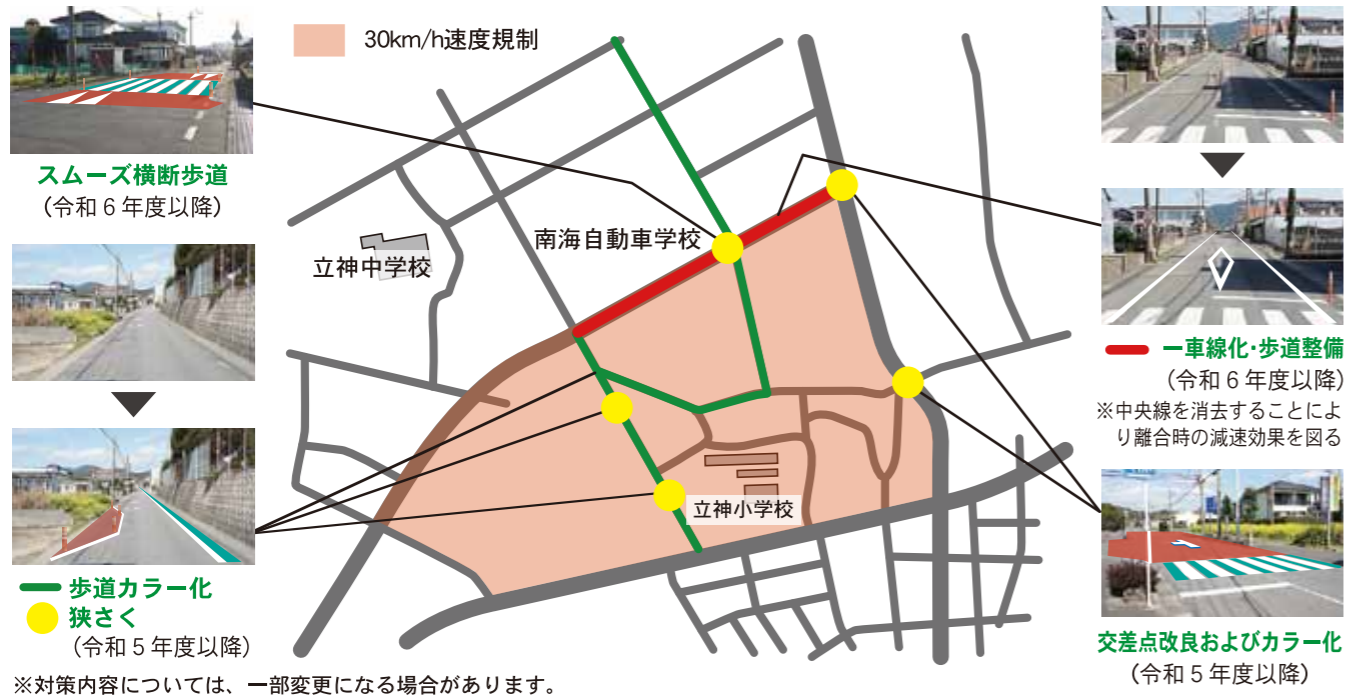 30km/h速度規制
スムーズ横断歩道
(令和6年度以降)
立神中学校
南海自動車学校
立神小学校
歩道カラー化
狭さく
(令和5年度以降)
一車線化・歩道整備
(令和6年度以降)
※中央線を消去することによ
り離合時の減速効果を図る
交差点改良およびカラー化
(令和5年度以降)
※対策内容については、一部変更になる場合があります。